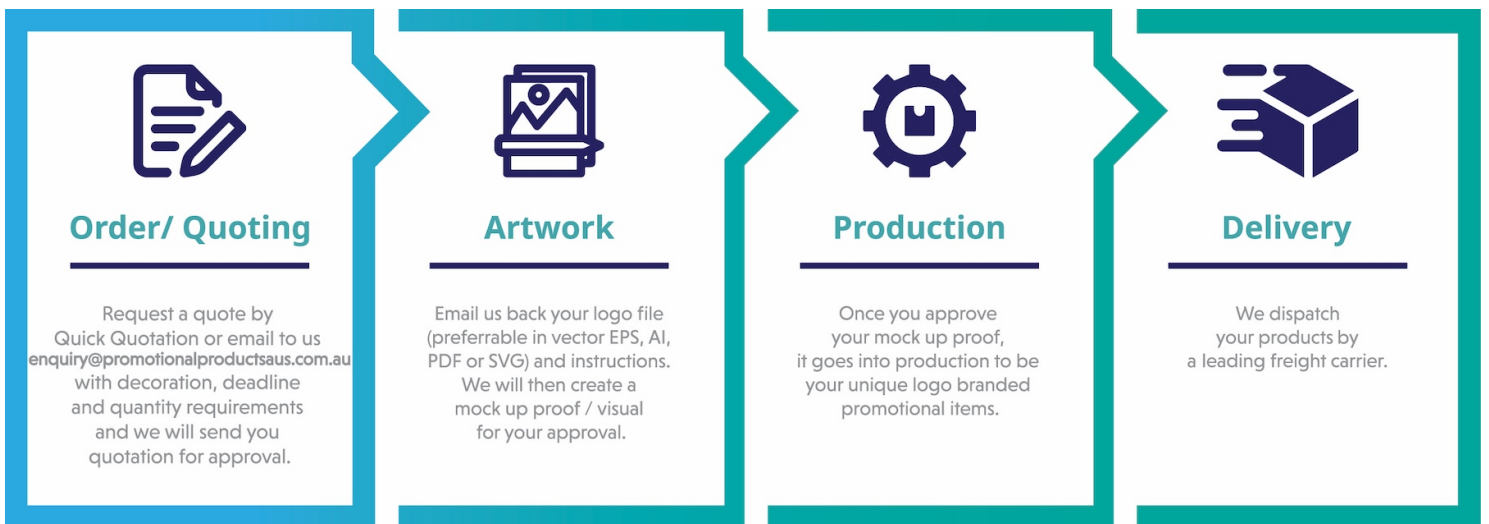 Order/ Quoting
Request a quote by
Quick Quotation or email to us
enquiry@promotionalproductsaus.com.au
with decoration, deadline
and quantity requirements
and we will send you
quotation for approval.
Artwork
Email us back your logo file
(preferrable in vector EPS, AI,
PDF or SVG) and instructions.
We will then create a
mock up proof / visual
for your approval.
Production
Once you approve
your mock up proof,
it goes into production to be
your unique logo branded
promotional items.
Delivery
We dispatch
your products by
a leading freight carrier.